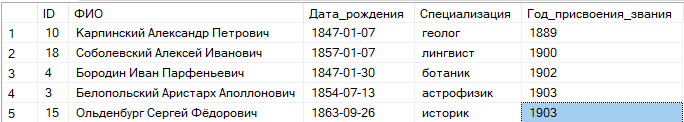 ID ФИО Дата_рождения Специализация Год_присвоения_звания
1 10 Карпинский Александр Петрович 1847-01-07 геолог 1889
2 18 Соболевский Алексей Иванович 1857-01-07 лингвист 1900
3 4 Бородин Иван Парфеньевич 1847-01-30 ботаник 1902
4 3 Белопольский Аристарх Аполлонович 1854-07-13 астрофизик 1903
5 15 Ольденбург Сергей Фёдорович 1863-09-26 историк 1903